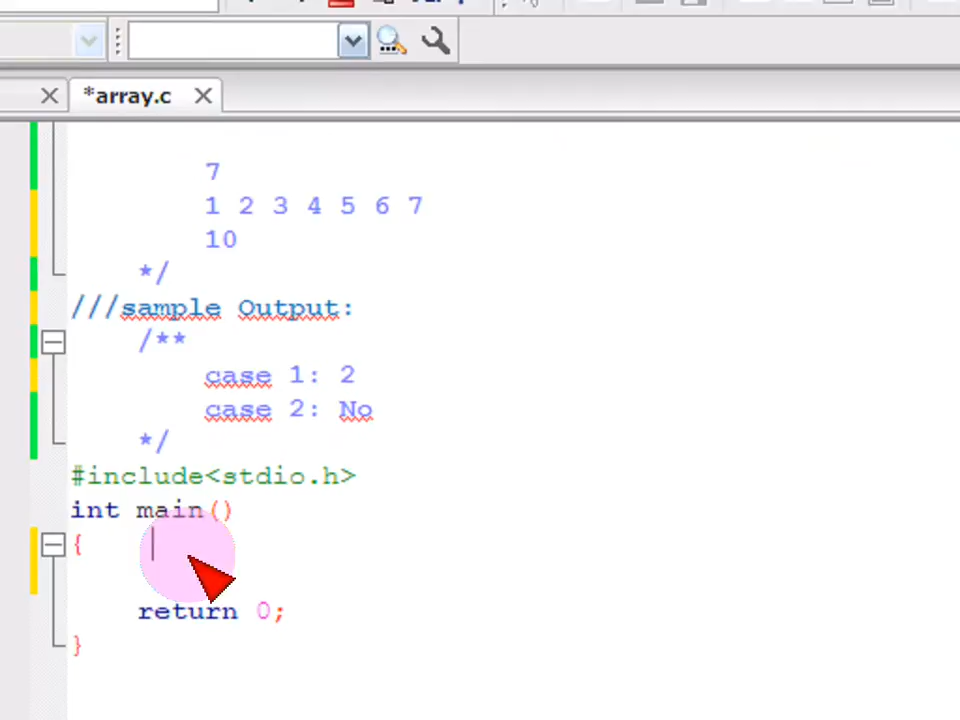 *array.c
7
1 2 3 4 5 6 7
10
*/
///sample Output:
/**
case 1: 2
case 2: No
*/
#include<stdio.h>
int main()
{
return 0;
}